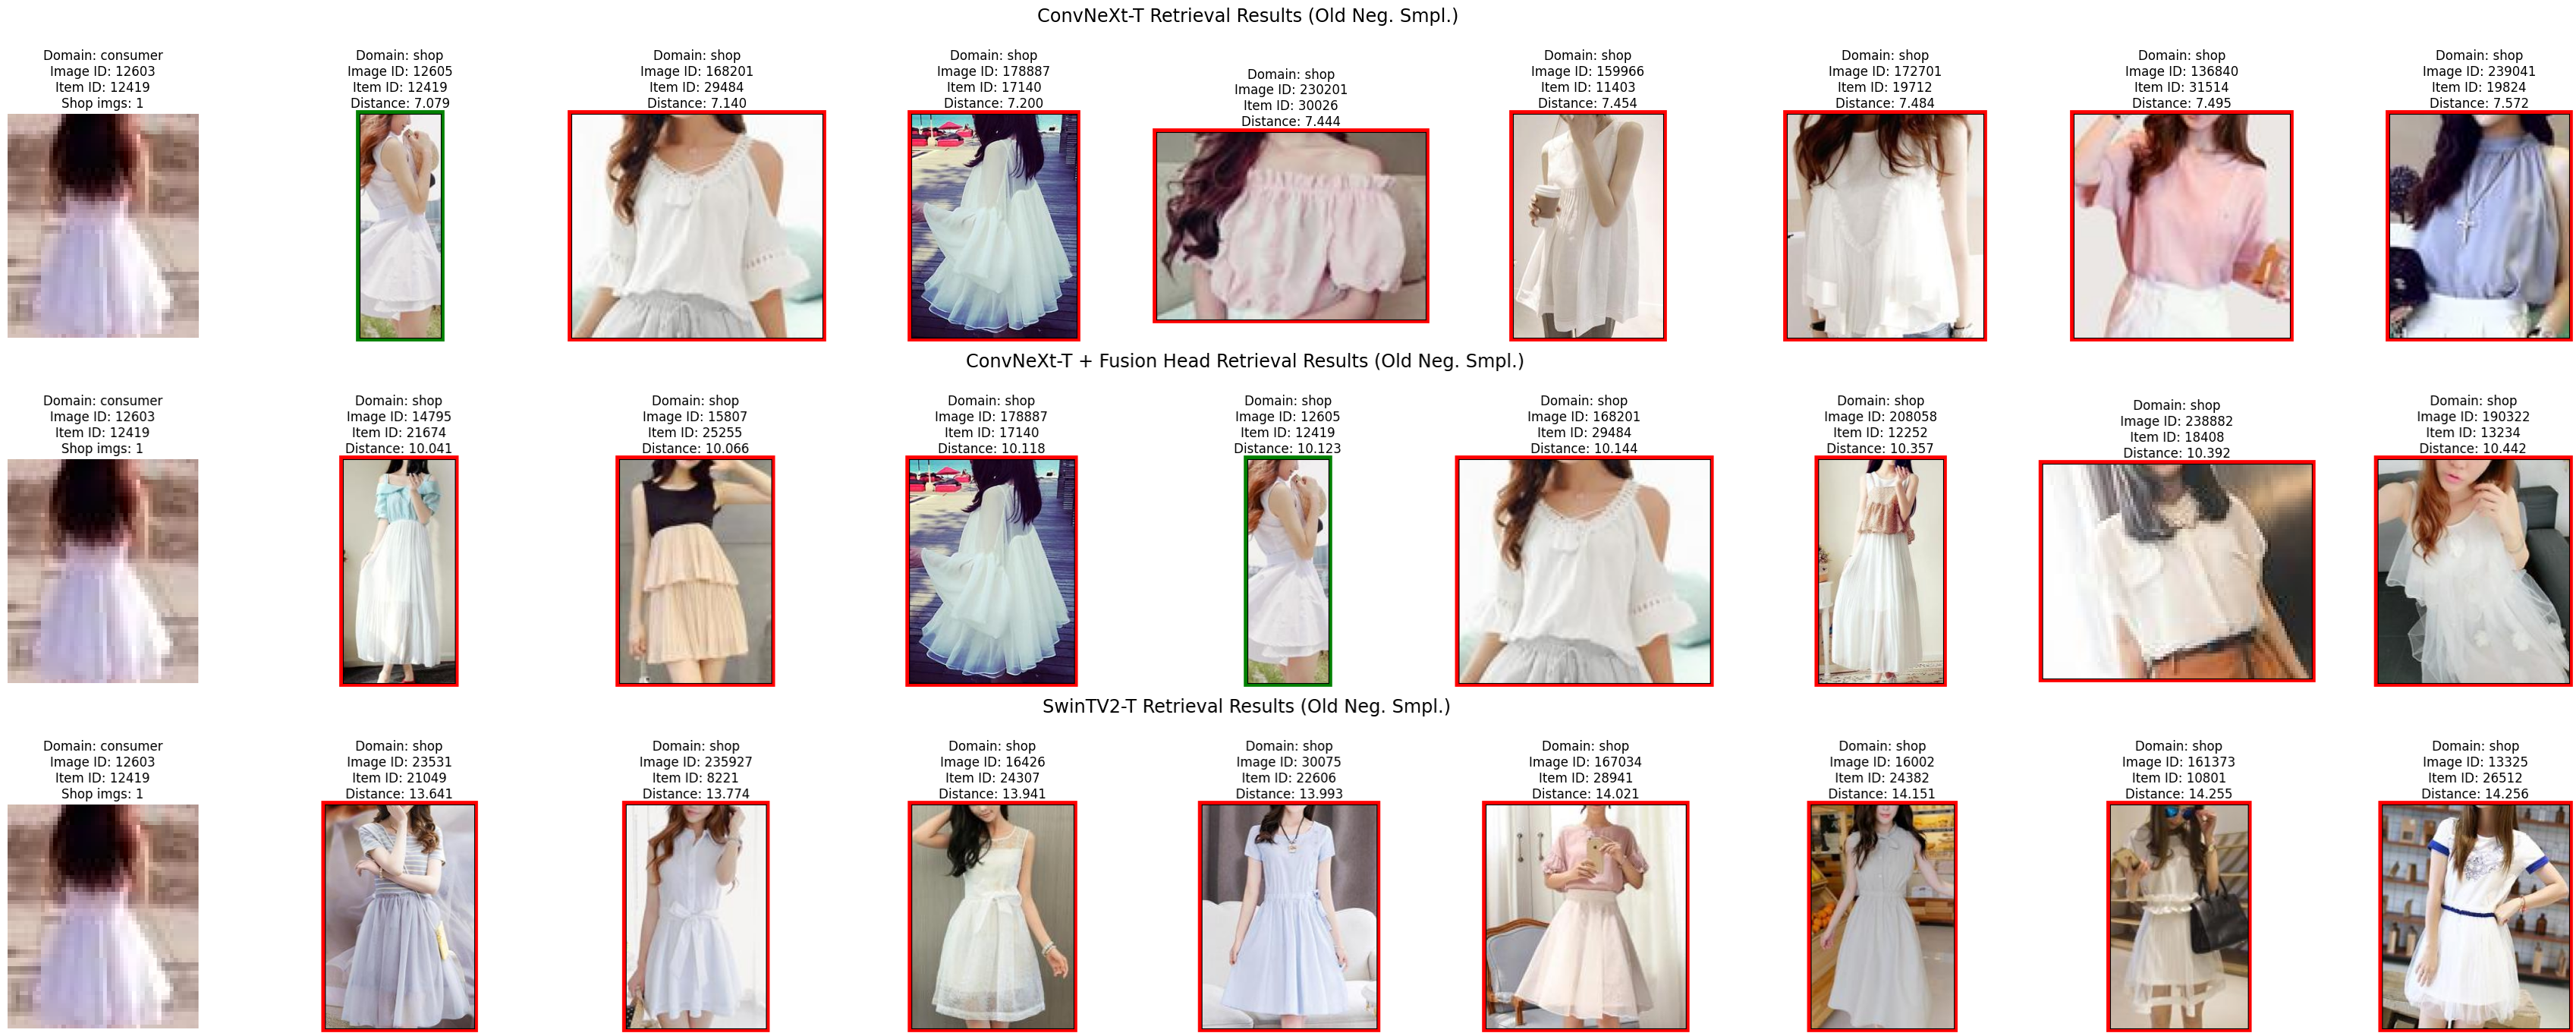 ConvNeXt-T Retrieval Results (Old Neg. Smpl.)
Domain: consumer
Image ID: 12603
Item ID: 12419
Shop imgs: 1
Domain: shop
Image ID: 12605
Item ID: 12419
Distance: 7.079
Domain: shop
Image ID: 168201
Item ID: 29484
Distance: 7.140
Domain: shop
Image ID: 178887
Item ID: 17140
Distance: 7.200
Domain: shop
Image ID: 230201
Item ID: 30026
Distance: 7.444
Domain: shop
Image ID: 159966
Item ID: 11403
Distance: 7.454
Domain: shop
Image ID: 172701
Item ID: 19712
Distance: 7.484
Domain: shop
Image ID: 136840
Item ID: 31514
Distance: 7.495
Domain: shop
Image ID: 239041
Item ID: 19824
Distance: 7.572
ConvNeXt-T + Fusion Head Retrieval Results (Old Neg. Smpl.)
Domain: consumer
Image ID: 12603
Item ID: 12419
Shop imgs: 1
Domain: shop
Image ID: 14795
Item ID: 21674
Distance: 10.041
Domain: shop
Image ID: 15807
Item ID: 25255
Distance: 10.066
Domain: shop
Image ID: 178887
Item ID: 17140
Distance: 10.118
Domain: shop
Image ID: 12605
Item ID: 12419
Distance: 10.123
Domain: shop
Image ID: 168201
Item ID: 29484
Distance: 10.144
Domain: shop
Image ID: 208058
Item ID: 12252
Distance: 10.357
Domain: shop
Image ID: 238882
Item ID: 18408
Distance: 10.392
Domain: shop
Image ID: 190322
Item ID: 13234
Distance: 10.442
SwinTV2-T Retrieval Results (Old Neg. Smpl.)
Domain: consumer
Image ID: 12603
Item ID: 12419
Shop imgs: 1
Domain: shop
Image ID: 23531
Item ID: 21049
Distance: 13.641
Domain: shop
Image ID: 235927
Item ID: 8221
Distance: 13.774
Domain: shop
Image ID: 16426
Item ID: 24307
Distance: 13.941
Domain: shop
Image ID: 30075
Item ID: 22606
Distance: 13.993
Domain: shop
Image ID: 167034
Item ID: 28941
Distance: 14.021
Domain: shop
Image ID: 16002
Item ID: 24382
Distance: 14.151
Domain: shop
Image ID: 161373
Item ID: 10801
Distance: 14.255
Domain: shop
Image ID: 13325
Item ID: 26512
Distance: 14.256